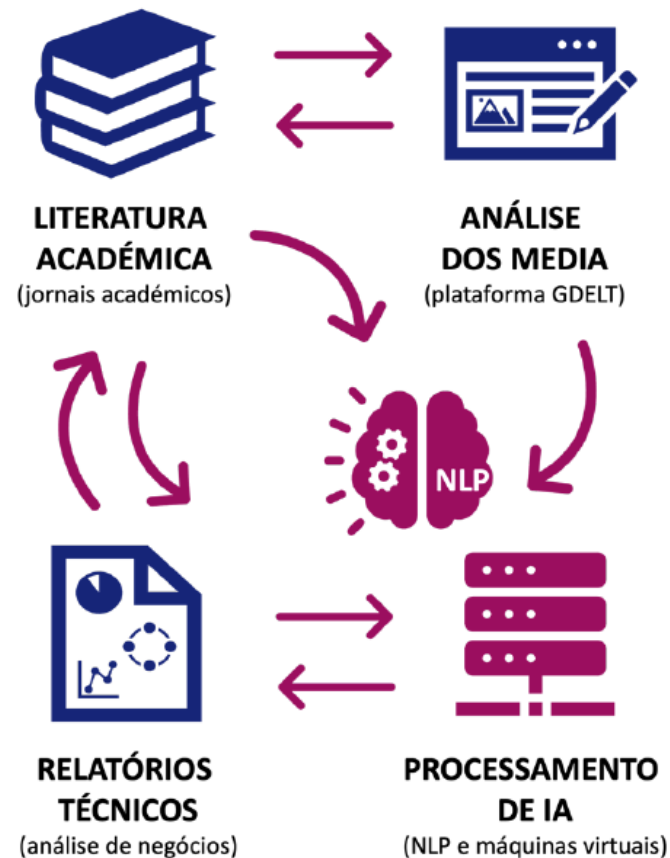 LITERATURA
ACADÉMICA
(jornais académicos)
ANÁLISE
DOS MEDIA
(plataforma GDELT)
NLP
RELATÓRIOS
TÉCNICOS
(análise de negócios)
PROCESSAMENTO
DE IA
(NLP e máquinas virtuais)